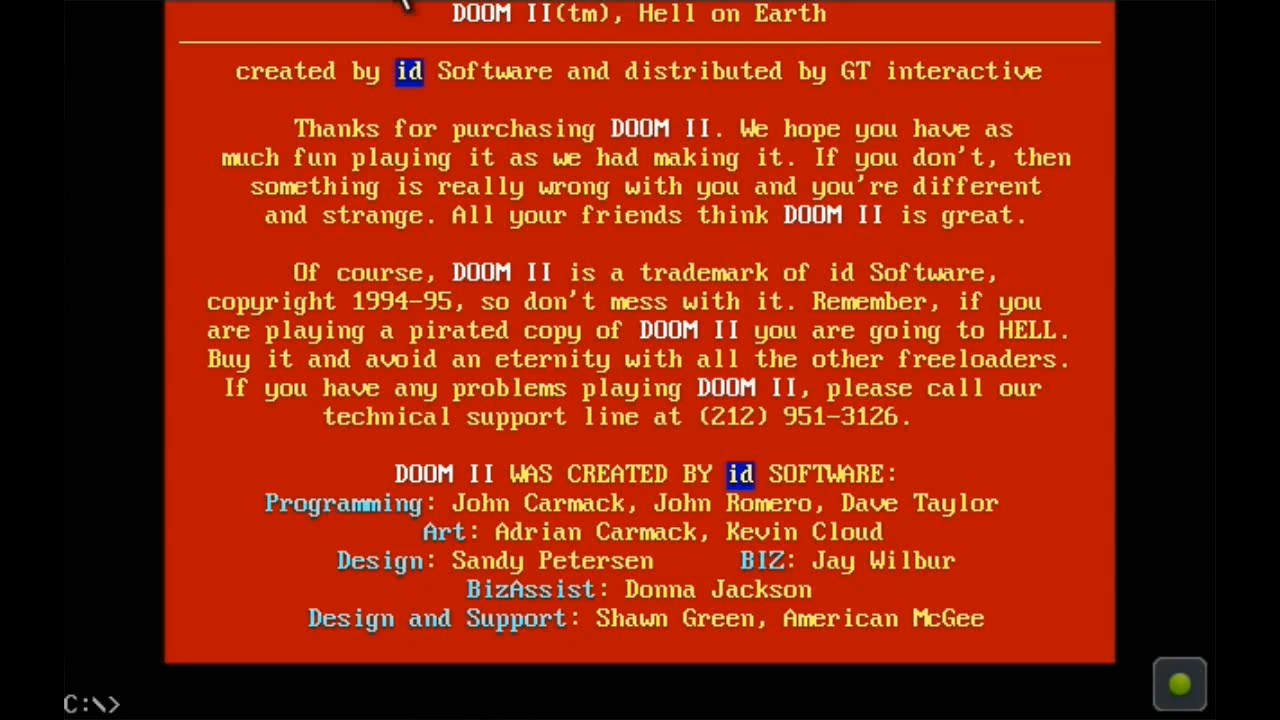 DOOM II(tm), Hell on Earth
created by id Software and distributed by GT interactive
Thanks for purchasing DOOM II. We hope you have as
much fun playing it as we had making it. If you don't, then
something is really wrong with you and you're different
and strange. All your friends think DOOM II is great.
Of course, DOOM II is a trademark of id Software,
copyright 1994-95, so don't mess with it. Remember, if you
are playing a pirated copy of DOOM II you are going to HELL.
Buy it and avoid an eternity with all the other freeloaders.
If you have any problems playing DOOM II, please call our
technical support line at (212) 951-3126.
DOOM II WAS CREATED BY id SOFTWARE:
Programming: John Carmack, John Romero, Dave Taylor
Art: Adrian Carmack, Kevin Cloud
Design: Sandy Petersen BIZ: Jay Wilbur
BizAssist: Donna Jackson
Design and Support: Shawn Green, American McGee
C:\>